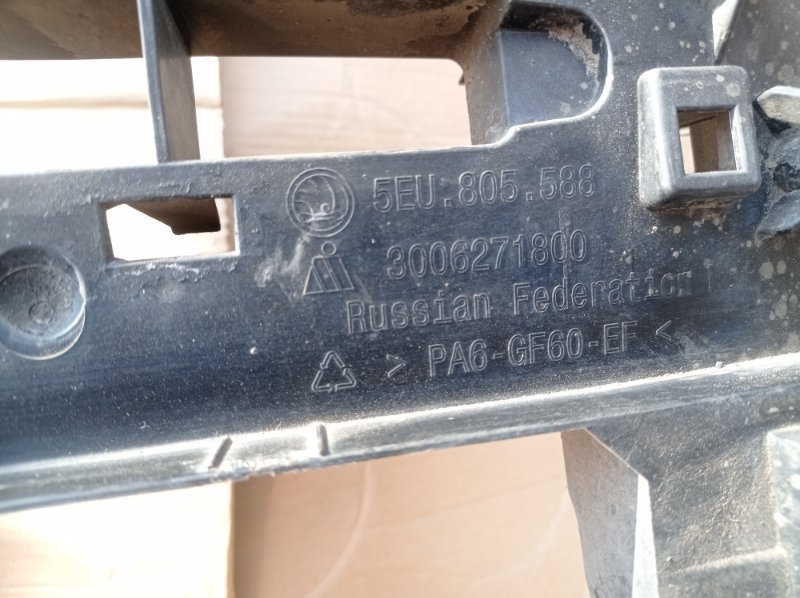 5EU.805.588
3006271800
Russian Federation
> PA6-GF60-EF <